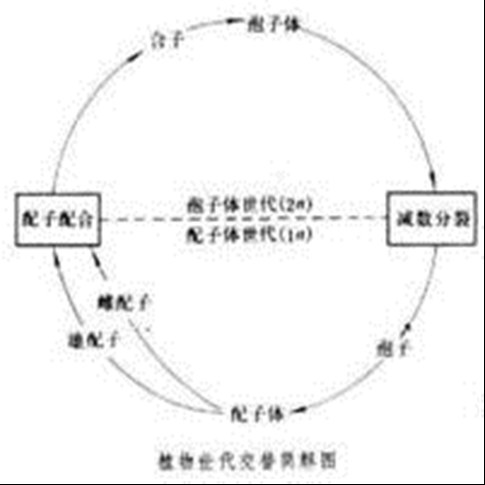 孢子体
合子
配子配合
孢子体世代(2n)
配子体世代(1n)
减数分裂
雌配子
雄配子
孢子
配子体
植物世代交替简解图